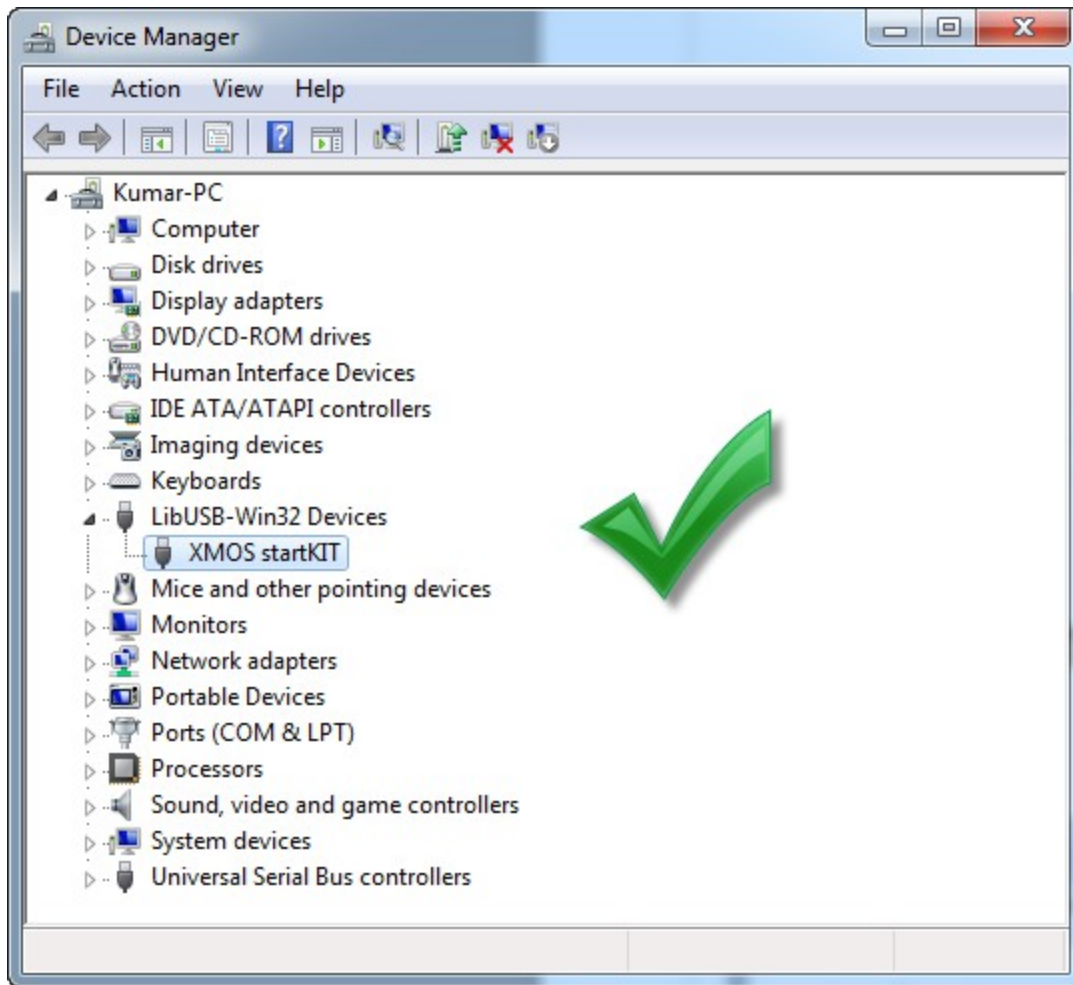 Device Manager
File Action View Help
Kumar-PC
Computer
Disk drives
Display adapters
DVD/CD-ROM drives
Human Interface Devices
IDE ATA/ATAPI controllers
Imaging devices
Keyboards
LibUSB-Win32 Devices
XMOS startKIT
Mice and other pointing devices
Monitors
Network adapters
Portable Devices
Ports (COM & LPT)
Processors
Sound, video and game controllers
System devices
Universal Serial Bus controllers